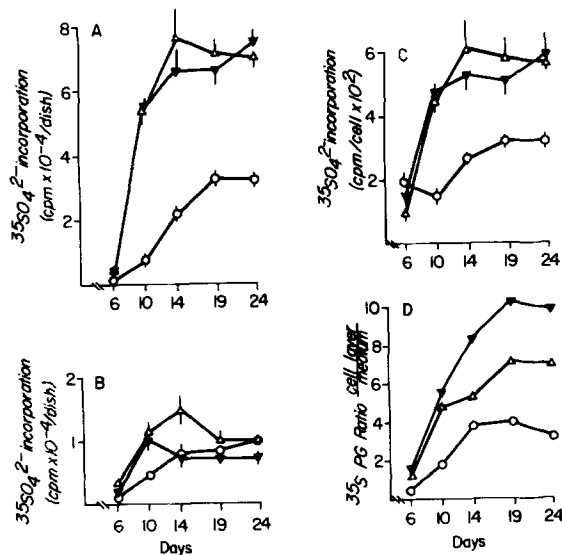 A
35SO4 2- incorporation
(cpm x 10-4/dish)
8
6
4
2
6 10 14 19 24
B
35SO4 2- incorporation
(cpm x 10-4/dish)
2
1
6 10 14 19 24
Days
C
35SO4 2- incorporation
(cpm/cell x 10 2)
6
4
2
6 10 14 19 24
D
35S PG Ratio cell layer
medium
10
8
6
4
2
6 10 14 19 24
Days